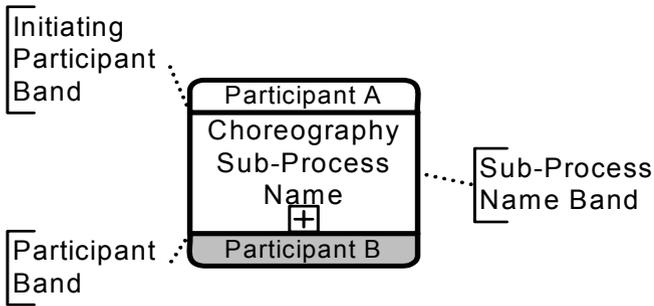 Initiating
Participant
Band
Participant A
Choreography
Sub-Process
Name
Sub-Process
Name Band
Participant B
Participant
Band